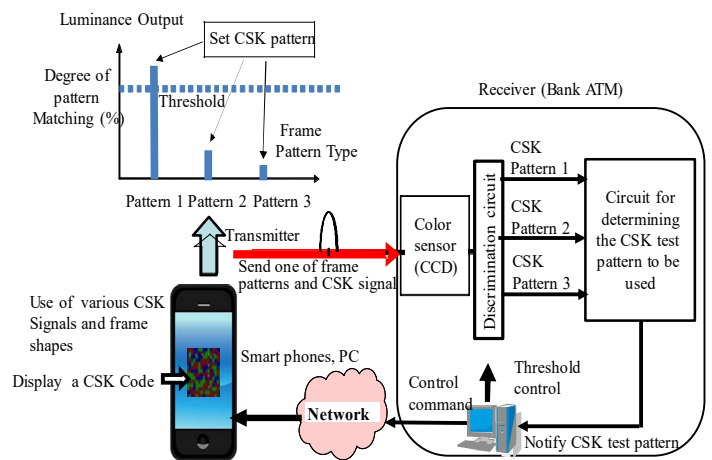 Luminance Output
Set CSK pattern
Degree of
pattern
Matching (%)
Threshold
Frame
Pattern Type
Pattern 1 Pattern 2 Pattern 3
Receiver (Bank ATM)
CSK
Pattern 1
CSK
Pattern 2
CSK
Pattern 3
Color
sensor
(CCD)
Discrimination circuit
Circuit for
determining
the CSK test
pattern to be
used
Transmitter
Send one of frame
patterns and CSK signal
Use of various CSK
Signals and frame
shapes
Display a CSK Code
Smart phones, PC
Network
Control
command
Threshold
control
Notify CSK test pattern